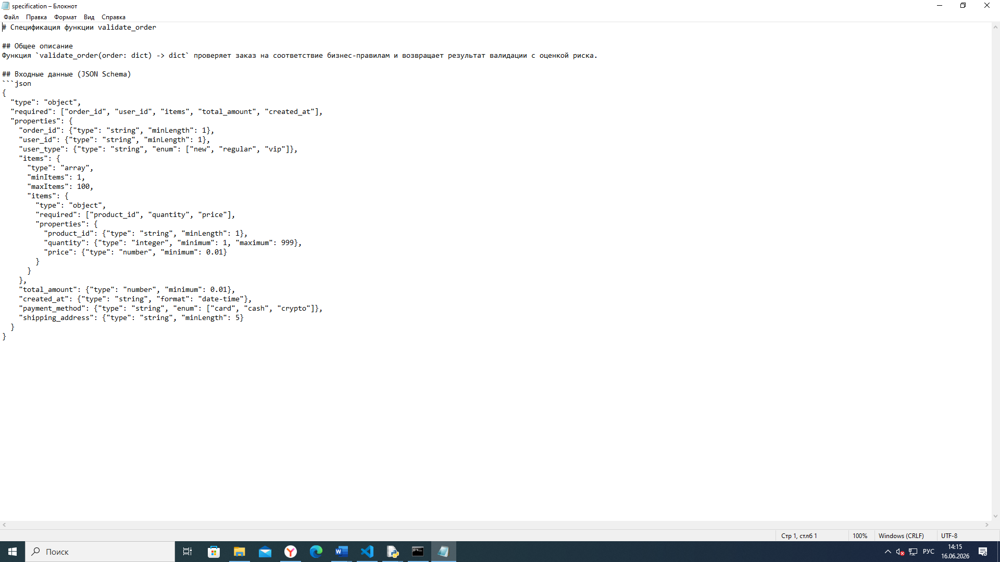 specification – Блокнот
Файл Правка Формат Вид Справка
# Спецификация функции validate_order

## Общее описание
Функция `validate_order(order: dict) -> dict` проверяет заказ на соответствие бизнес-правилам и возвращает результат валидации с оценкой риска.

## Входные данные (JSON Schema)
```json
{
  "type": "object",
  "required": ["order_id", "user_id", "items", "total_amount", "created_at"],
  "properties": {
    "order_id": {"type": "string", "minLength": 1},
    "user_id": {"type": "string", "minLength": 1},
    "user_type": {"type": "string", "enum": ["new", "regular", "vip"]},
    "items": {
      "type": "array",
      "minItems": 1,
      "maxItems": 100,
      "items": {
        "type": "object",
        "required": ["product_id", "quantity", "price"],
        "properties": {
          "product_id": {"type": "string", "minLength": 1},
          "quantity": {"type": "integer", "minimum": 1, "maximum": 999},
          "price": {"type": "number", "minimum": 0.01}
        }
      }
    },
    "total_amount": {"type": "number", "minimum": 0.01},
    "created_at": {"type": "string", "format": "date-time"},
    "payment_method": {"type": "string", "enum": ["card", "cash", "crypto"]},
    "shipping_address": {"type": "string", "minLength": 5}
  }
}
Стр 1, стлб 1 100% Windows (CRLF) UTF-8
Поиск РУС 14:15
16.06.2026